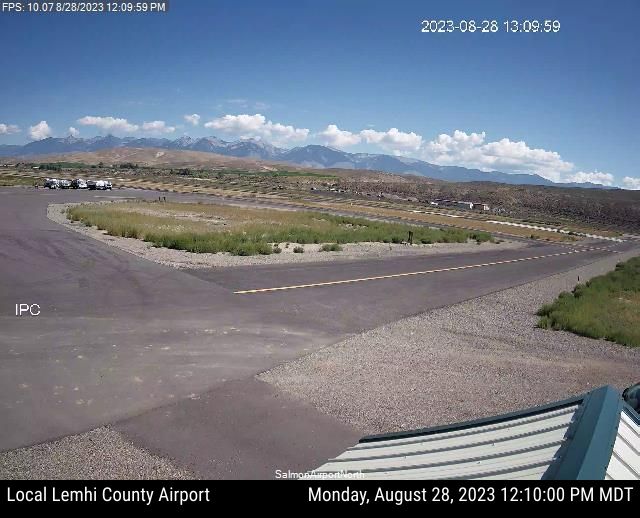 FPS: 10.07 8/28/2023 12:09:59 PM MDT
2023-08-28 13:09:59
IPC
SalmonAirportNorth
Local Lemhi County Airport
Monday, August 28, 2023 12:10:00 PM MDT